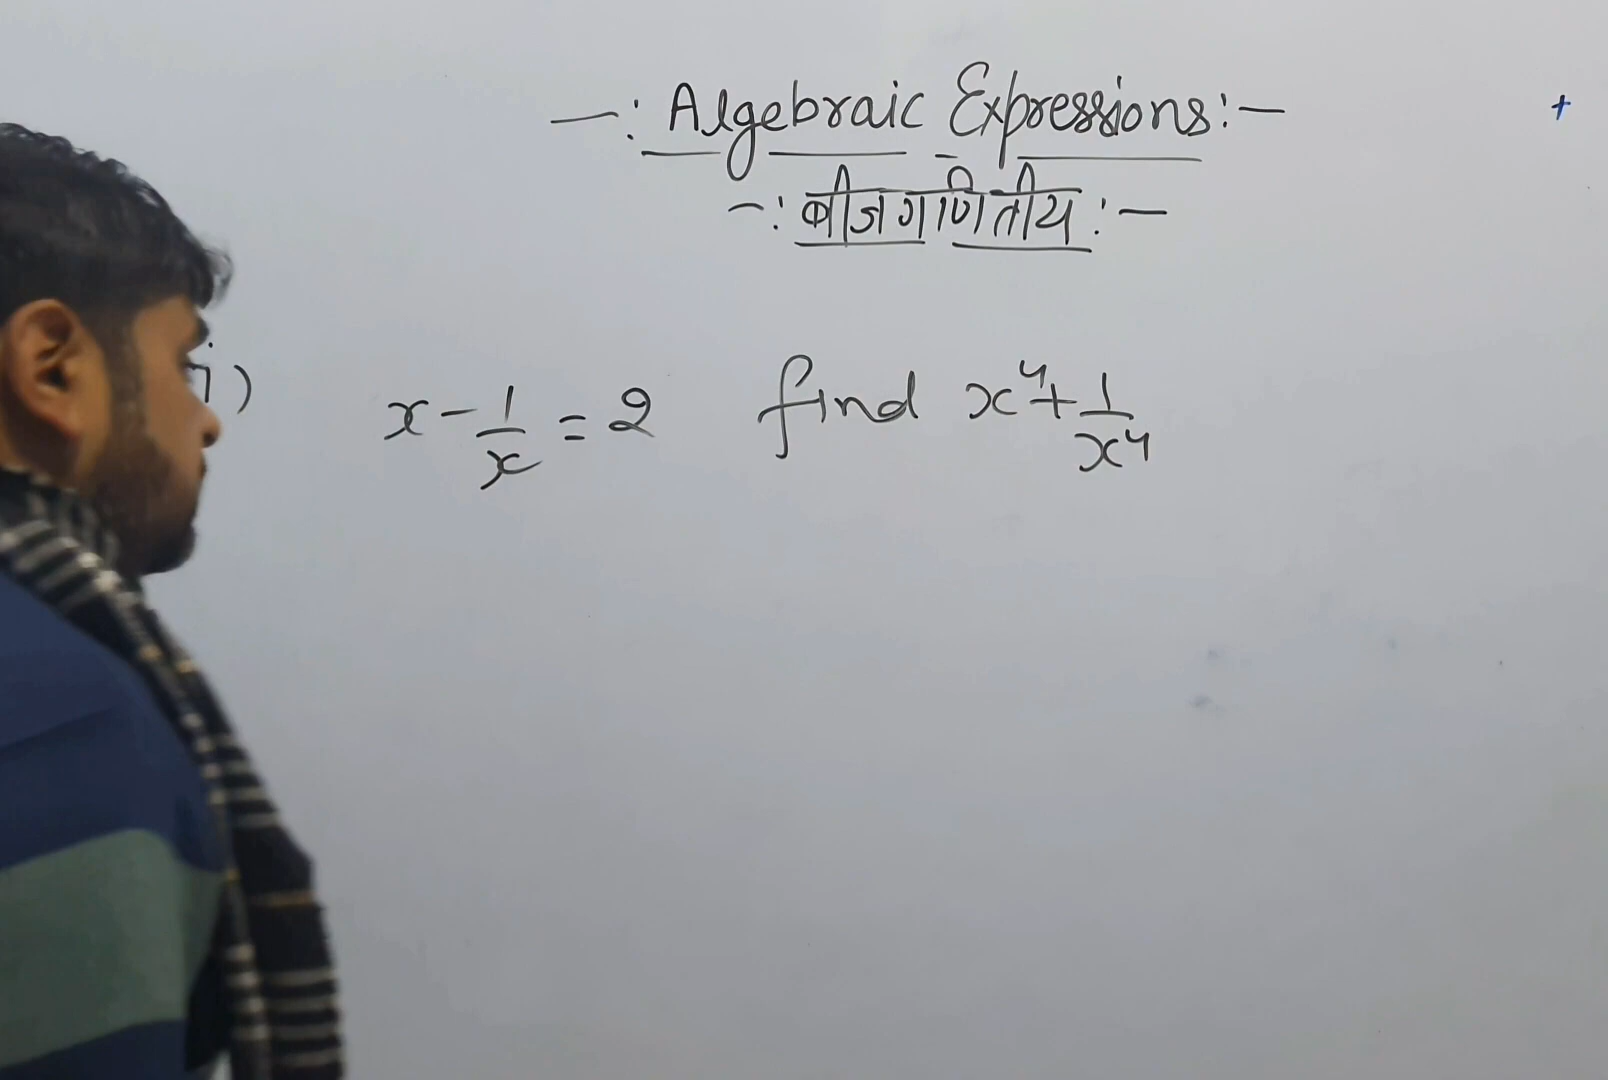 —: Algebraic Expressions:—
—: बीजगणितीय :—
i) x - 1/x = 2 find x⁴ + 1/x⁴
+